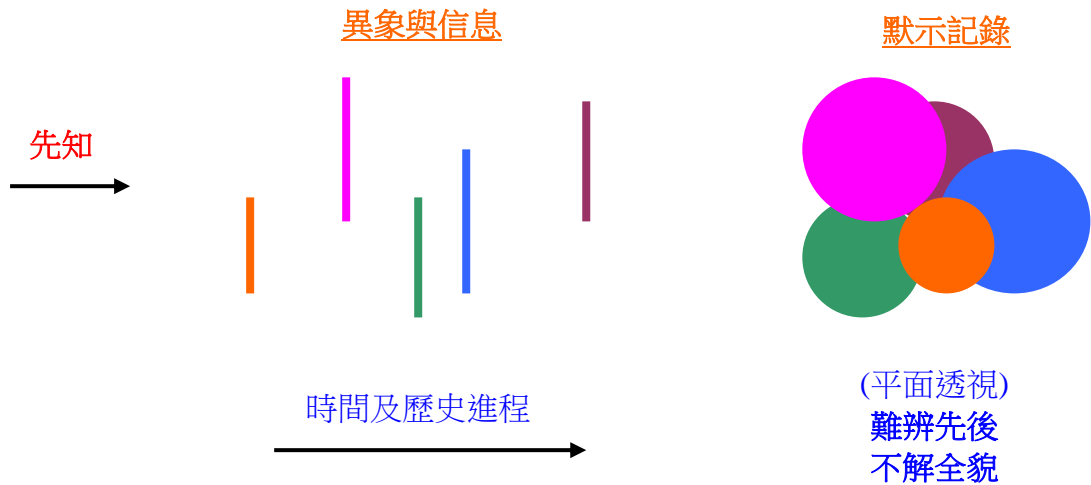 異象與信息
默示記錄
先知
時間及歷史進程
(平面透視)
難辨先後
不解全貌